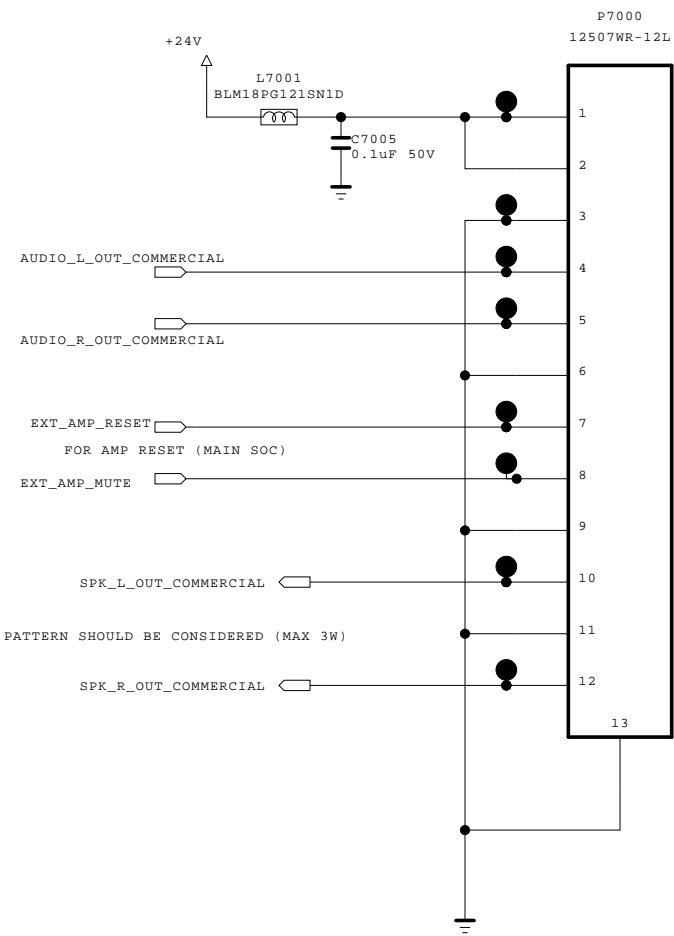 P7000
12507WR-12L
+24V
L7001
BLM18PG121SN1D
1
C7005
0.1uF 50V
2
3
AUDIO_L_OUT_COMMERCIAL
4
5
AUDIO_R_OUT_COMMERCIAL
6
EXT_AMP_RESET
7
FOR AMP RESET (MAIN SOC)
8
EXT_AMP_MUTE
9
SPK_L_OUT_COMMERCIAL
10
11
PATTERN SHOULD BE CONSIDERED (MAX 3W)
12
SPK_R_OUT_COMMERCIAL
13